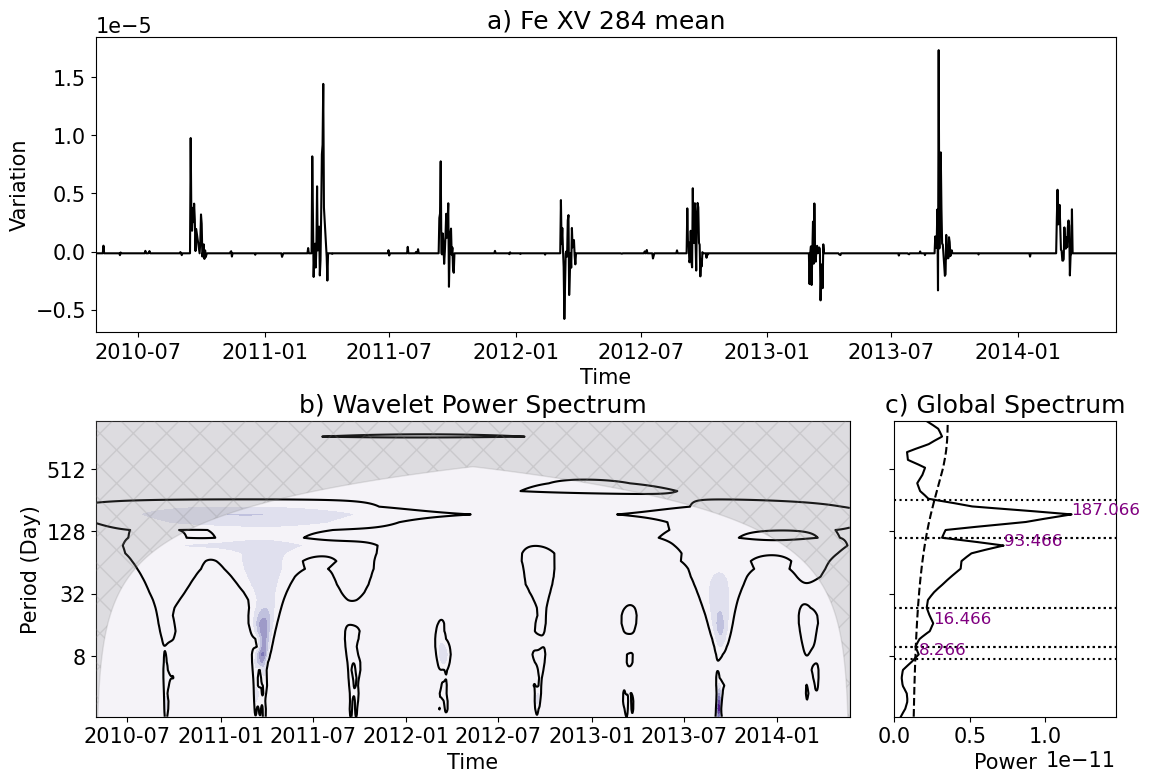 a) Fe XV 284 mean
1e−5
Variation
1.5
1.0
0.5
0.0
−0.5
2010-07 2011-01 2011-07 2012-01 2012-07 2013-01 2013-07 2014-01
Time
b) Wavelet Power Spectrum
Period (Day)
512
128
32
8
2010-07 2011-01 2011-07 2012-01 2012-07 2013-01 2013-07 2014-01
Time
c) Global Spectrum
187.066
93.466
16.466
8.266
0.0 0.5 1.0
Power 1e−11